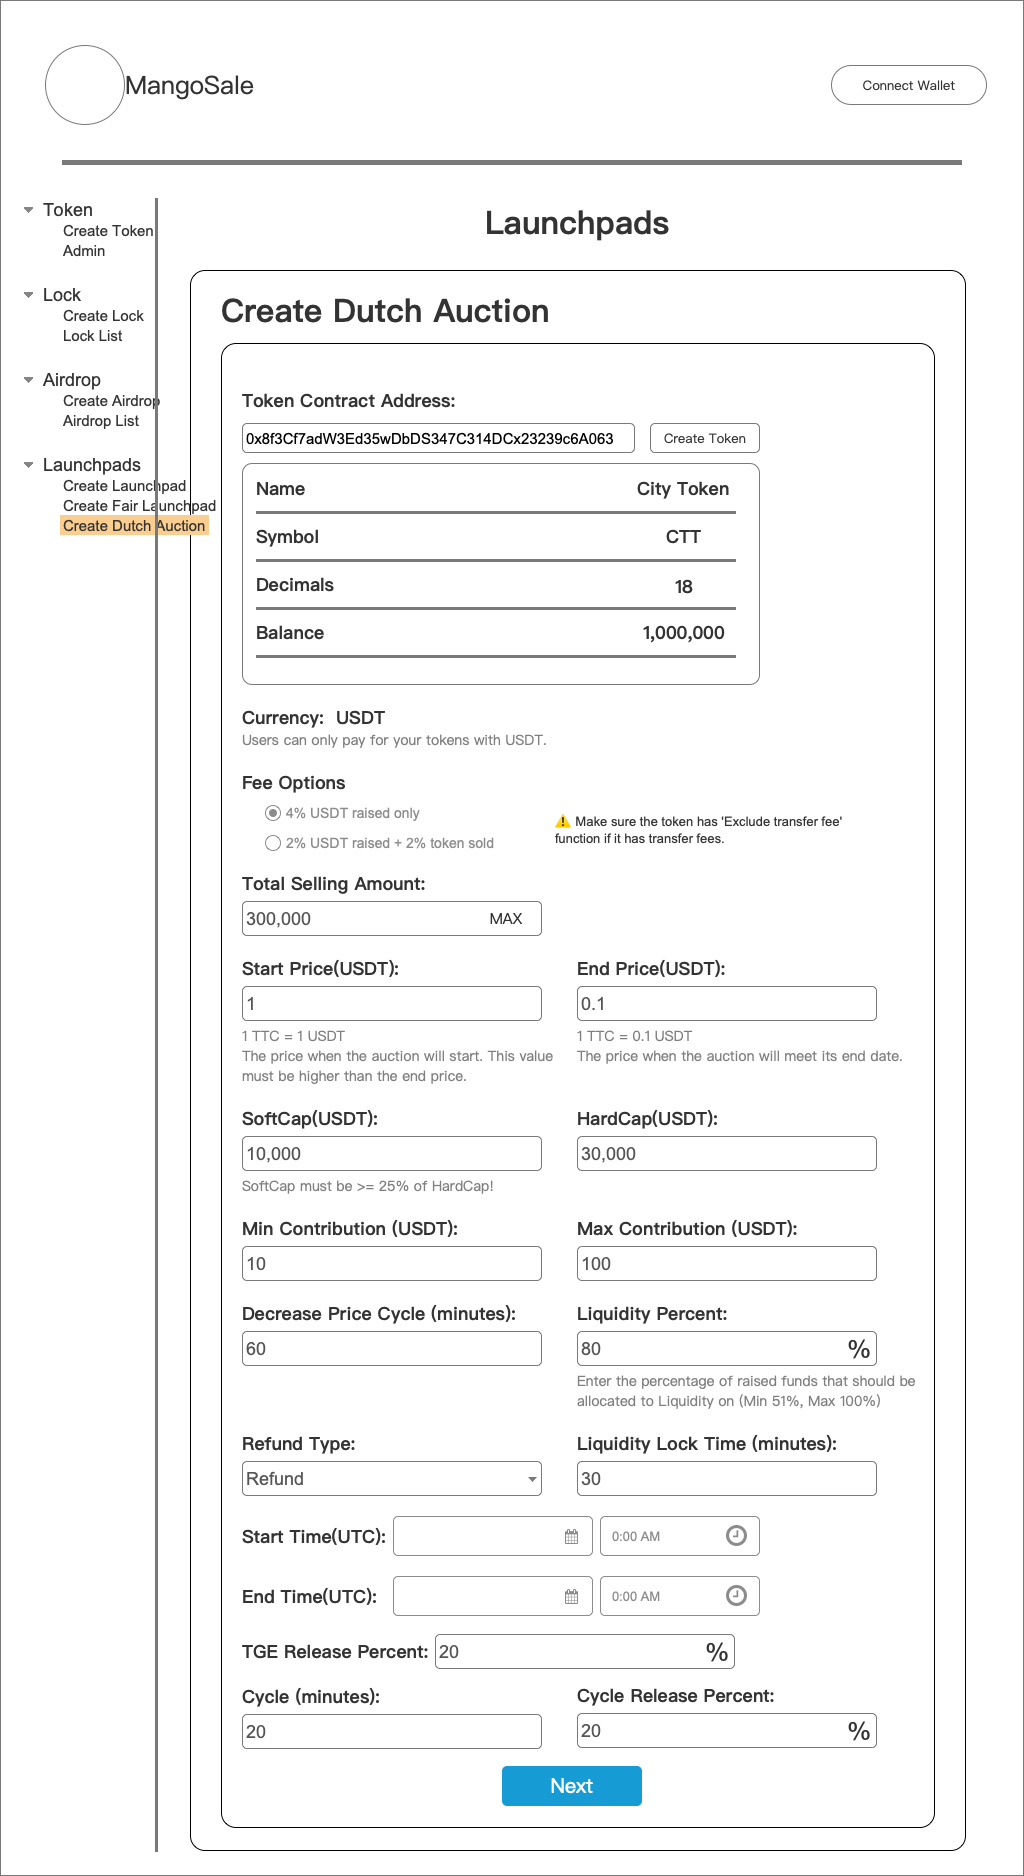 MangoSale
Connect Wallet
Token
Create Token
Admin
Lock
Create Lock
Lock List
Airdrop
Create Airdrop
Airdrop List
Launchpads
Create Launchpad
Create Fair Launchpad
Create Dutch Auction
Launchpads
Create Dutch Auction
Token Contract Address:
0x8f3Cf7adW3Ed35wDbDS347C314DCx23239c6A063
Create Token
Name City Token
Symbol CTT
Decimals 18
Balance 1,000,000
Currency: USDT
Users can only pay for your tokens with USDT.
Fee Options
4% USDT raised only
2% USDT raised + 2% token sold
Make sure the token has 'Exclude transfer fee'
function if it has transfer fees.
Total Selling Amount:
300,000 MAX
Start Price(USDT):
1
1 TTC = 1 USDT
The price when the auction will start. This value
must be higher than the end price.
End Price(USDT):
0.1
1 TTC = 0.1 USDT
The price when the auction will meet its end date.
SoftCap(USDT):
10,000
SoftCap must be >= 25% of HardCap!
HardCap(USDT):
30,000
Min Contribution (USDT):
10
Max Contribution (USDT):
100
Decrease Price Cycle (minutes):
60
Liquidity Percent:
80 %
Enter the percentage of raised funds that should be
allocated to Liquidity on (Min 51%, Max 100%)
Refund Type:
Refund
Liquidity Lock Time (minutes):
30
Start Time(UTC): 0:00 AM
End Time(UTC): 0:00 AM
TGE Release Percent: 20 %
Cycle (minutes):
20
Cycle Release Percent:
20 %
Next